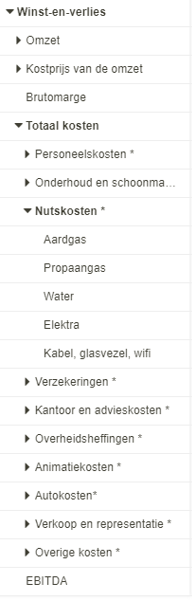 Winst-en-verlies
Omzet
Kostprijs van de omzet
Brutomarge
Totaal kosten
Personeelskosten *
Onderhoud en schoonma...
Nutskosten *
Aardgas
Propaangas
Water
Elektra
Kabel, glasvezel, wifi
Verzekeringen *
Kantoor en advieskosten *
Overheidsheffingen *
Animatiekosten *
Autokosten*
Verkoop en representatie *
Overige kosten *
EBITDA